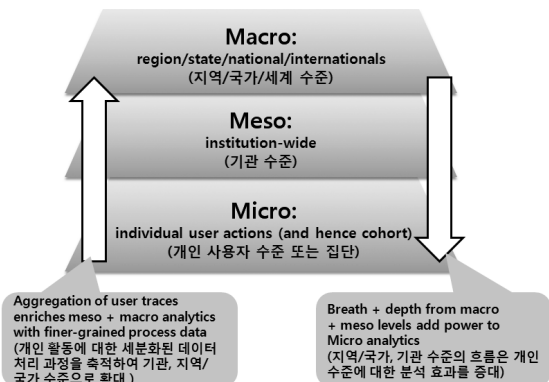 Macro:
region/state/national/internationals
(지역/국가/세계 수준)
Meso:
institution-wide
(기관 수준)
Micro:
individual user actions (and hence cohort)
(개인 사용자 수준 또는 집단)
Aggregation of user traces
enriches meso + macro analytics
with finer-grained process data
(개인 활동에 대한 세분화된 데이터
처리 과정을 축적하여 기관, 지역/
국가 수준으로 확대 )
Breath + depth from macro
+ meso levels add power to
Micro analytics
(지역/국가, 기관 수준의 흐름은 개인
수준에 대한 분석 효과를 증대)